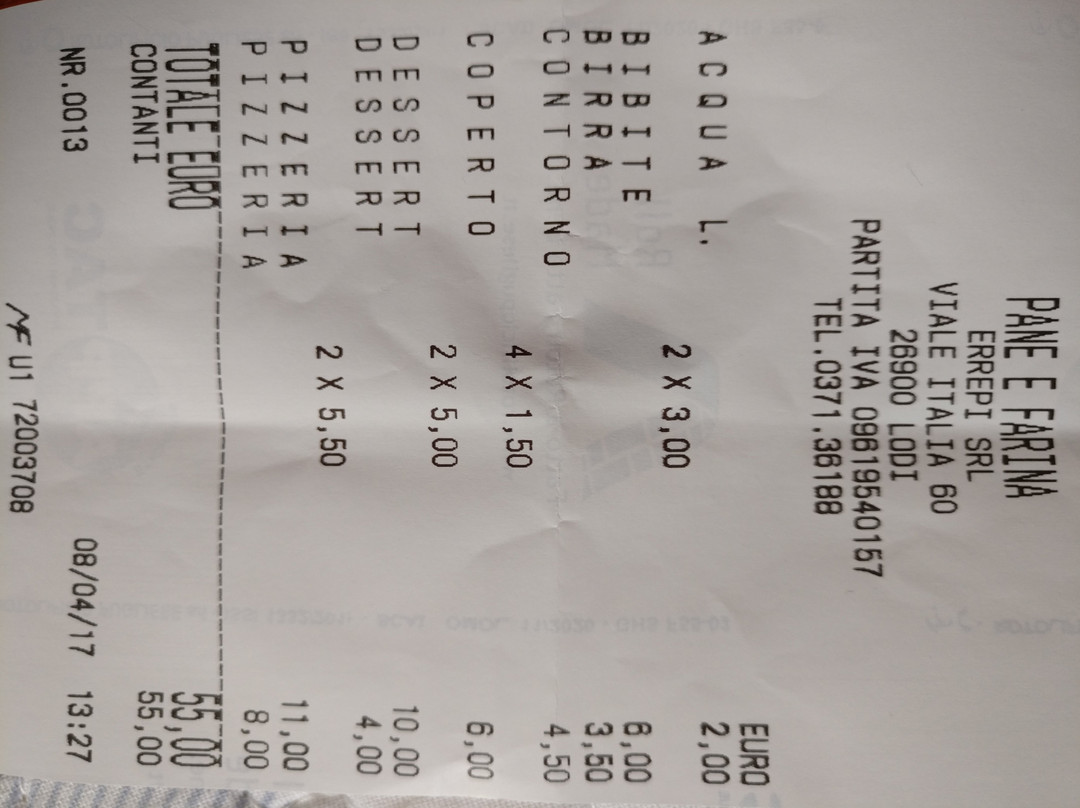 PANE E FARINA
ERREPI SRL
VIALE ITALIA 60
26900 LODI
PARTITA IVA 09619540157
TEL.0371.36188
EURO
ACQUA L. 2,00
2 X 3,00
BIBITE 6,00
BIRRA 3,50
CONTORNO 4,50
4 X 1,50
COPERTO 6,00
2 X 5,00
DESSERT 10,00
DESSERT 4,00
2 X 5,50
PIZZERIA 11,00
PIZZERIA 8,00
TOTALE EURO 55,00
CONTANTI 55,00
NR.0013 08/04/17 13:27
MF U1 72003708